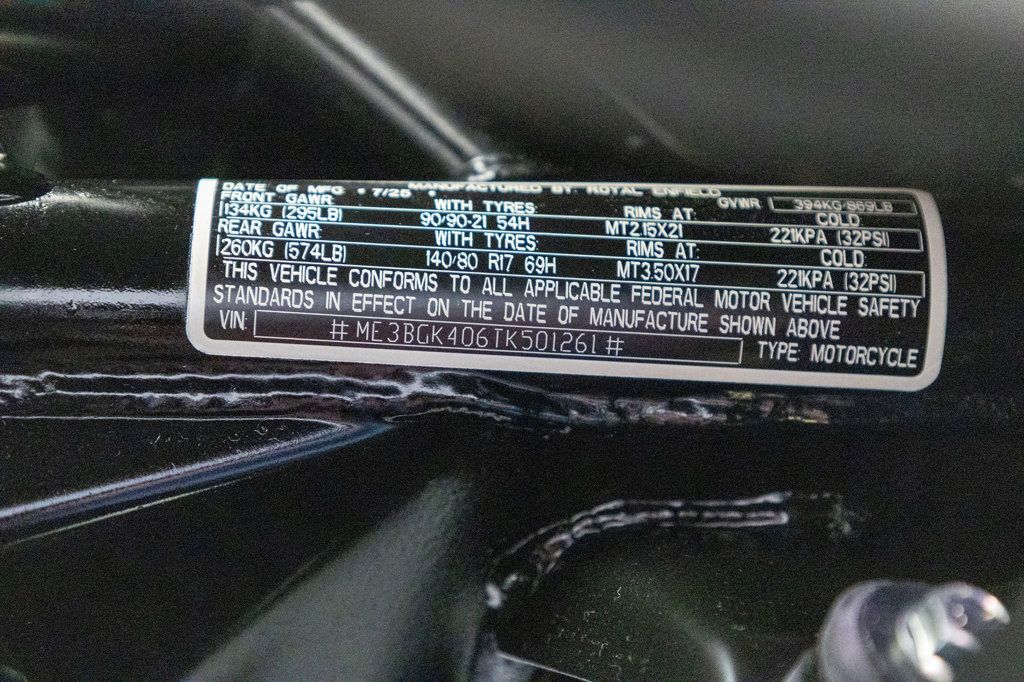 DATE OF MFG * 7/25 * MANUFACTURED BY: ROYAL ENFIELD
FRONT GAWR: WITH TYRES: RIMS AT: GVWR 394KG/869LB
134KG (295LB) 90/90-21 54H MT2.15X21 COLD 221KPA (32PSI)
REAR GAWR: WITH TYRES: RIMS AT: COLD:
260KG (574LB) 140/80 R17 69H MT3.50X17 221KPA (32PSI)
THIS VEHICLE CONFORMS TO ALL APPLICABLE FEDERAL MOTOR VEHICLE SAFETY
STANDARDS IN EFFECT ON THE DATE OF MANUFACTURE SHOWN ABOVE
VIN: #ME3BGK406TK501261# TYPE MOTORCYCLE